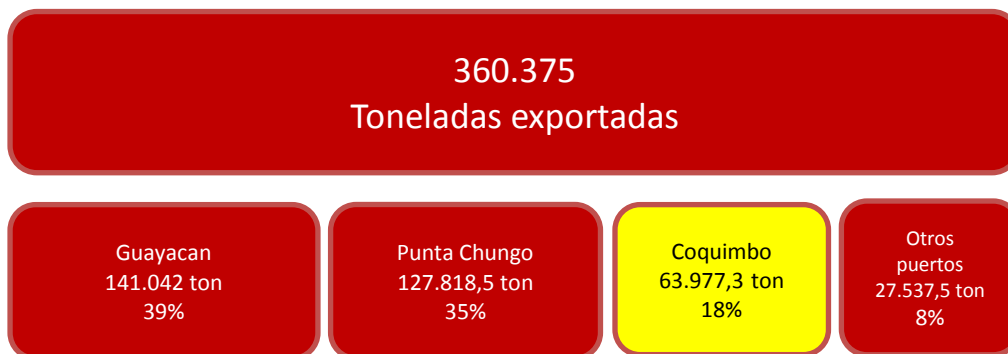 360.375
Toneladas exportadas
Guayacan
141.042 ton
39%
Punta Chungo
127.818,5 ton
35%
Coquimbo
63.977,3 ton
18%
Otros
puertos
27.537,5 ton
8%